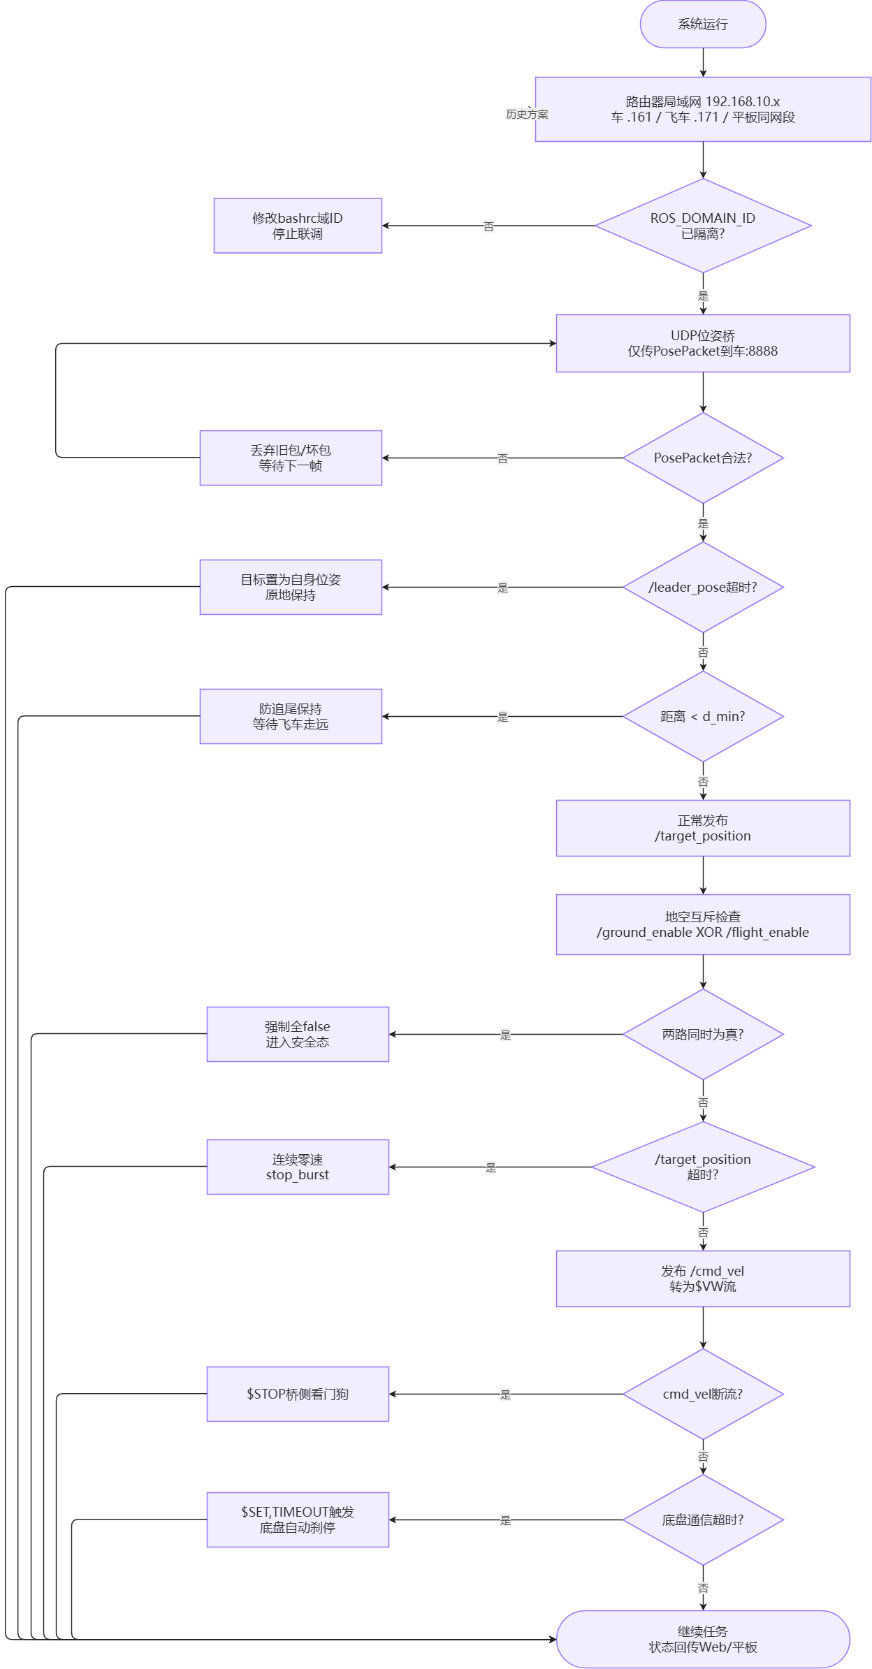 系统运行
路由器局域网 192.168.10.x
车 .161 / 飞车 .171 / 平板同网段
历史方案
ROS_DOMAIN_ID
已隔离?
否
修改bashrc域ID
停止联调
是
UDP位姿桥
仅传PosePacket到车:8888
PosePacket合法?
否
丢弃旧包/坏包
等待下一帧
是
/leader_pose超时?
是
目标置为自身位姿
原地保持
否
距离 < d_min?
是
防追尾保持
等待飞车走远
否
正常发布
/target_position
地空互斥检查
/ground_enable XOR /flight_enable
两路同时为真?
是
强制全false
进入安全态
否
/target_position
超时?
是
连续零速
stop_burst
否
发布 /cmd_vel
转为$VW流
cmd_vel断流?
是
$STOP桥侧看门狗
否
底盘通信超时?
是
$SET,TIMEOUT触发
底盘自动刹停
否
继续任务
状态回传Web/平板